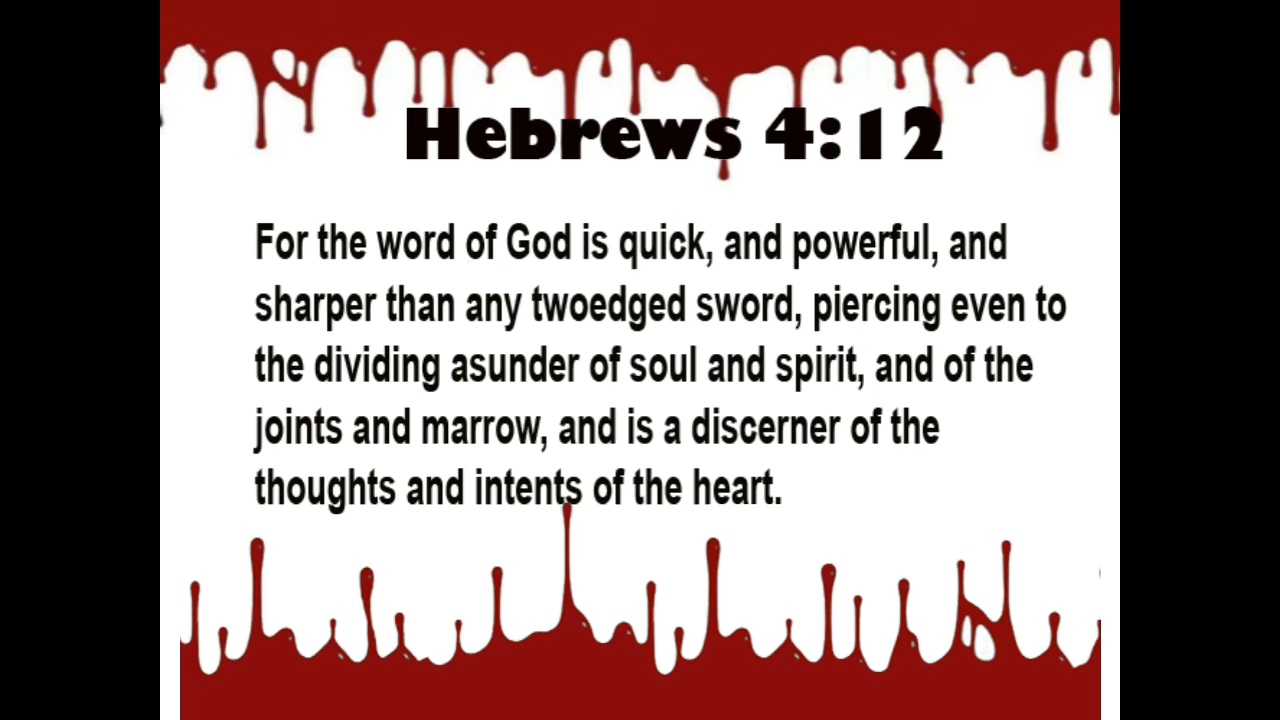 Hebrews 4:12
For the word of God is quick, and powerful, and
sharper than any twoedged sword, piercing even to
the dividing asunder of soul and spirit, and of the
joints and marrow, and is a discerner of the
thoughts and intents of the heart.